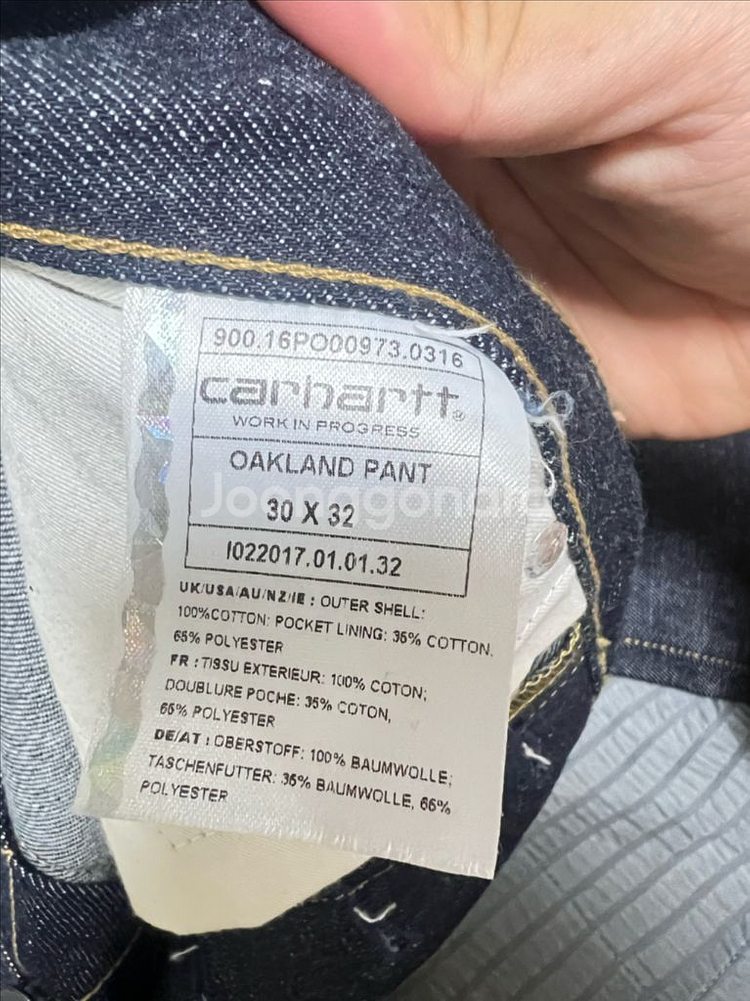 900.16PO00973.0316
carhartt®
WORK IN PROGRESS
OAKLAND PANT
30 X 32
I022017.01.01.32
UK/USA/AU/NZ/IE : OUTER SHELL:
100%COTTON: POCKET LINING: 35% COTTON.
65% POLYESTER
FR : TISSU EXTERIEUR: 100% COTON;
DOUBLURE POCHE: 35% COTON,
65% POLYESTER
DE/AT : OBERSTOFF: 100% BAUMWOLLE;
TASCHENFUTTER: 35% BAUMWOLLE, 65%
POLYESTER